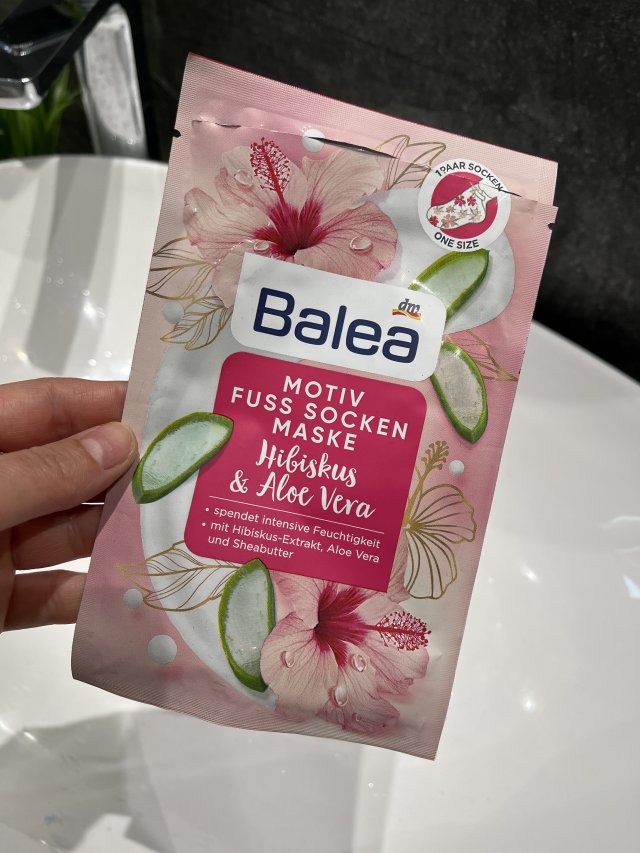 1 PAAR SOCKEN
ONE SIZE
dm
Balea
MOTIV
FUSS SOCKEN
MASKE
Hibiskus
& Aloe Vera
• spendet intensive Feuchtigkeit
• mit Hibiskus-Extrakt, Aloe Vera
und Sheabutter